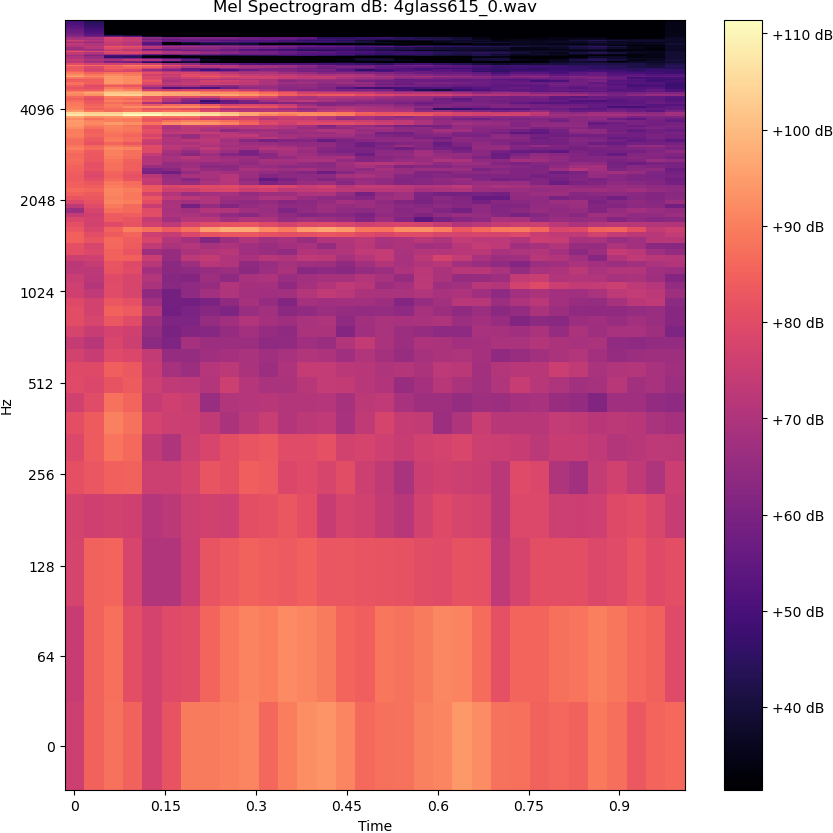 Mel Spectrogram dB: 4glass615_0.wav
+110 dB
+100 dB
+90 dB
+80 dB
+70 dB
+60 dB
+50 dB
+40 dB
4096
2048
1024
512
256
128
64
0
Hz
0 0.15 0.3 0.45 0.6 0.75 0.9
Time